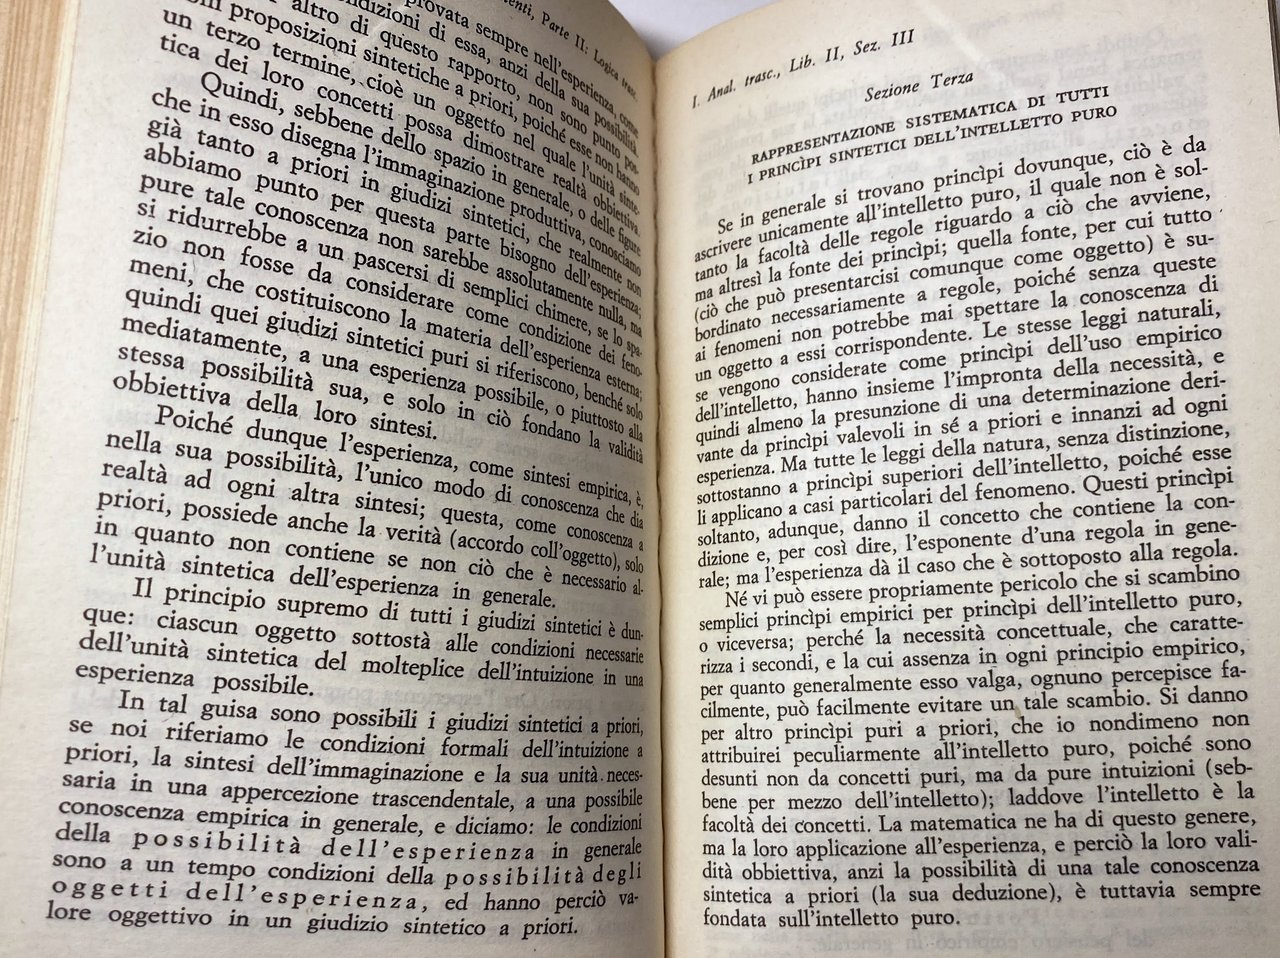 enti, Parte II: Logica trasc.
provata sempre nell'esperienza, come
ndizioni di essa, anzi della sua possibilità.
altro di questo rapporto, non sono punto pos-
proposizioni sintetiche a priori, poiché esse non hanno
un terzo termine, cioè un oggetto nel quale l'unità sinte-
tica dei loro concetti possa dimostrare realtà obbiettiva.
Quindi, sebbene dello spazio in generale, o delle figure
che in esso disegna l'immaginazione produttiva, conosciamo
già tanto a priori in giudizi sintetici, che realmente non
abbiamo punto per questa parte bisogno dell'esperienza;
pure tale conoscenza non sarebbe assolutamente nulla, ma
si ridurrebbe a un pascersi di semplici chimere, se lo spa-
zio non fosse da considerare come condizione dei feno-
meni, che costituiscono la materia dell'esperienza esterna;
quindi quei giudizi sintetici puri si riferiscono, benché solo
mediatamente, a una esperienza possibile, o piuttosto alla
stessa possibilità sua, e solo in ciò fondano la validità
obbiettiva della loro sintesi.
Poiché dunque l'esperienza, come sintesi empirica, è,
nella sua possibilità, l'unico modo di conoscenza che dia
realtà ad ogni altra sintesi; questa, come conoscenza a
priori, possiede anche la verità (accordo coll'oggetto), solo
in quanto non contiene se non ciò che è necessario al-
l'unità sintetica dell'esperienza in generale.
Il principio supremo di tutti i giudizi sintetici è dun-
que: ciascun oggetto sottostà alle condizioni necessarie
dell'unità sintetica del molteplice dell'intuizione in una
esperienza possibile.
In tal guisa sono possibili i giudizi sintetici a priori,
se noi riferiamo le condizioni formali dell'intuizione a
priori, la sintesi dell'immaginazione e la sua unità neces-
saria in una appercezione trascendentale, a una possibile
conoscenza empirica in generale, e diciamo: le condizioni
della possibilità dell'esperienza in generale
sono a un tempo condizioni della possibilità degli
oggetti dell'esperienza, ed hanno perciò va-
lore oggettivo in un giudizio sintetico a priori.
I. Anal. trasc., Lib. II, Sez. III
Sezione Terza
RAPPRESENTAZIONE SISTEMATICA DI TUTTI
I PRINCÌPI SINTETICI DELL'INTELLETTO PURO
Se in generale si trovano princìpi dovunque, ciò è da
ascrivere unicamente all'intelletto puro, il quale non è sol-
tanto la facoltà delle regole riguardo a ciò che avviene,
ma altresì la fonte dei princìpi; quella fonte, per cui tutto
(ciò che può presentarcisi comunque come oggetto) è su-
bordinato necessariamente a regole, poiché senza queste
ai fenomeni non potrebbe mai spettare la conoscenza di
un oggetto a essi corrispondente. Le stesse leggi naturali,
se vengono considerate come princìpi dell'uso empirico
dell'intelletto, hanno insieme l'impronta della necessità, e
quindi almeno la presunzione di una determinazione deri-
vante da princìpi valevoli in sé a priori e innanzi ad ogni
esperienza. Ma tutte le leggi della natura, senza distinzione,
sottostanno a princìpi superiori dell'intelletto, poiché esse
li applicano a casi particolari del fenomeno. Questi princìpi
soltanto, adunque, danno il concetto che contiene la con-
dizione e, per così dire, l'esponente d'una regola in gene-
rale; ma l'esperienza dà il caso che è sottoposto alla regola.
Né vi può essere propriamente pericolo che si scambino
semplici princìpi empirici per princìpi dell'intelletto puro,
o viceversa; perché la necessità concettuale, che caratte-
rizza i secondi, e la cui assenza in ogni principio empirico,
per quanto generalmente esso valga, ognuno percepisce fa-
cilmente, può facilmente evitare un tale scambio. Si danno
per altro princìpi puri a priori, che io nondimeno non
attribuirei peculiarmente all'intelletto puro, poiché sono
desunti non da concetti puri, ma da pure intuizioni (seb-
bene per mezzo dell'intelletto); laddove l'intelletto è la
facoltà dei concetti. La matematica ne ha di questo genere,
ma la loro applicazione all'esperienza, e perciò la loro vali-
dità obbiettiva, anzi la possibilità di una tale conoscenza
sintetica a priori (la sua deduzione), è tuttavia sempre
fondata sull'intelletto puro.